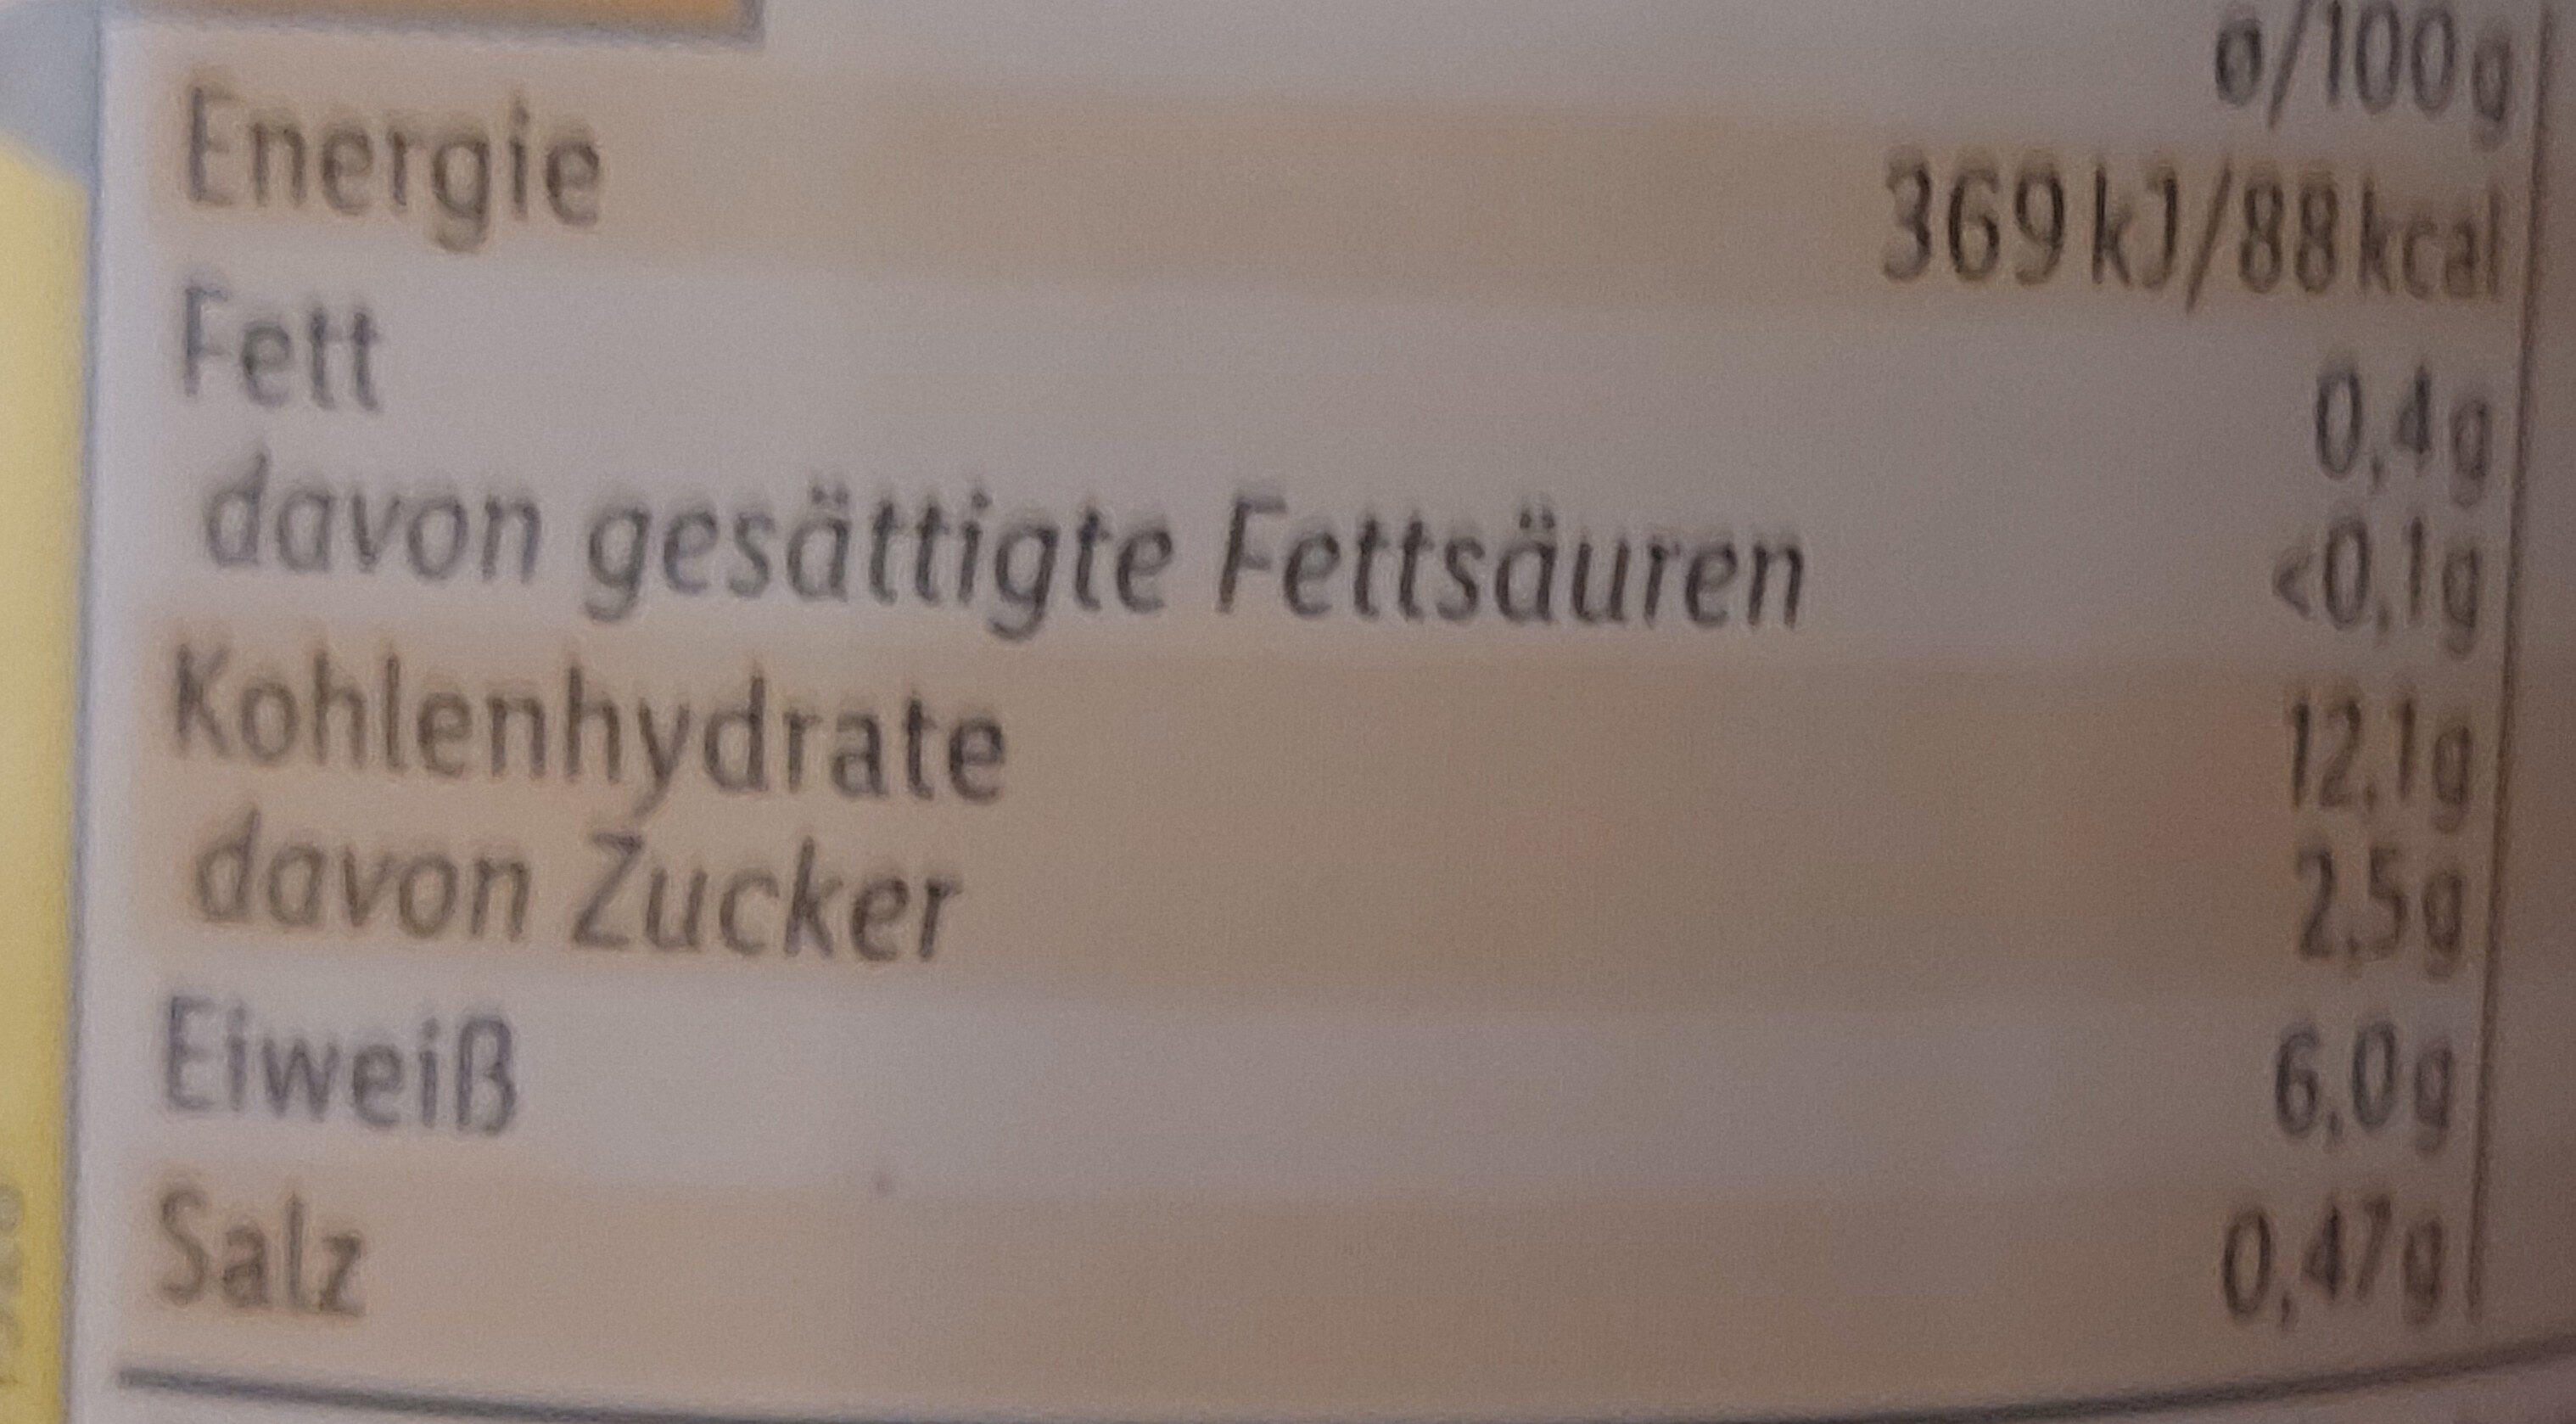 ø/100g
Energie 369 kJ/88 kcal
Fett 0,4g
davon gesättigte Fettsäuren <0,1g
Kohlenhydrate 12,1g
davon Zucker 2,5g
Eiweiß 6,0g
Salz 0,47g